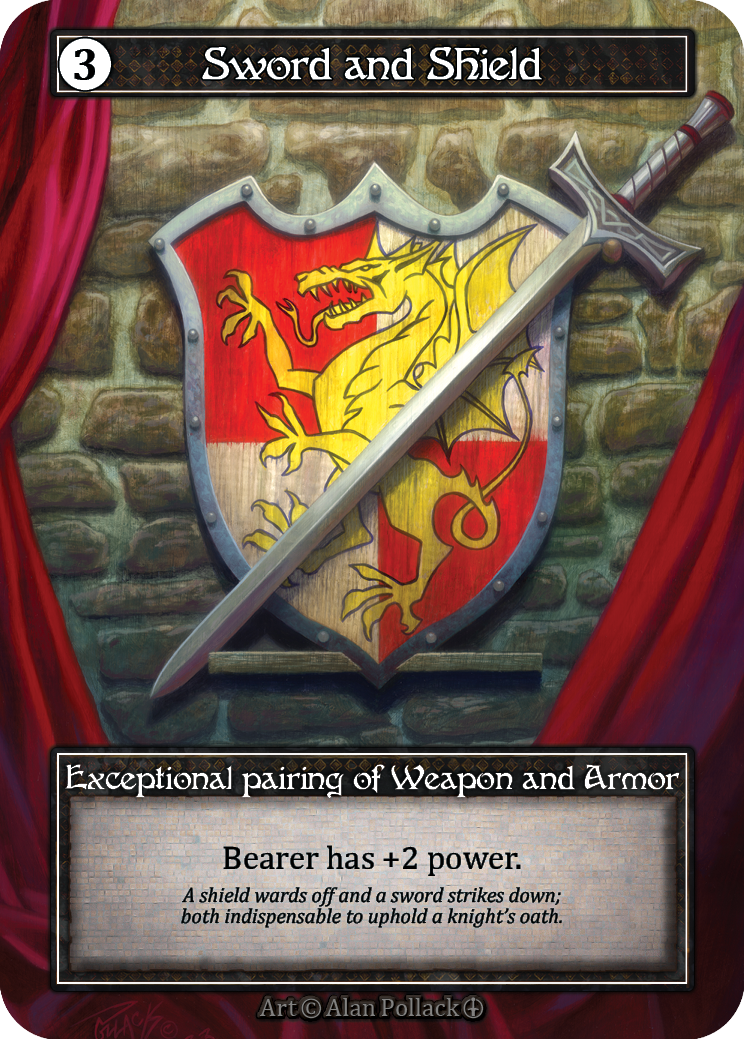 3
Sword and Shield
Exceptional pairing of Weapon and Armor
Bearer has +2 power.
A shield wards off and a sword strikes down;
both indispensable to uphold a knight's oath.
Art © Alan Pollack